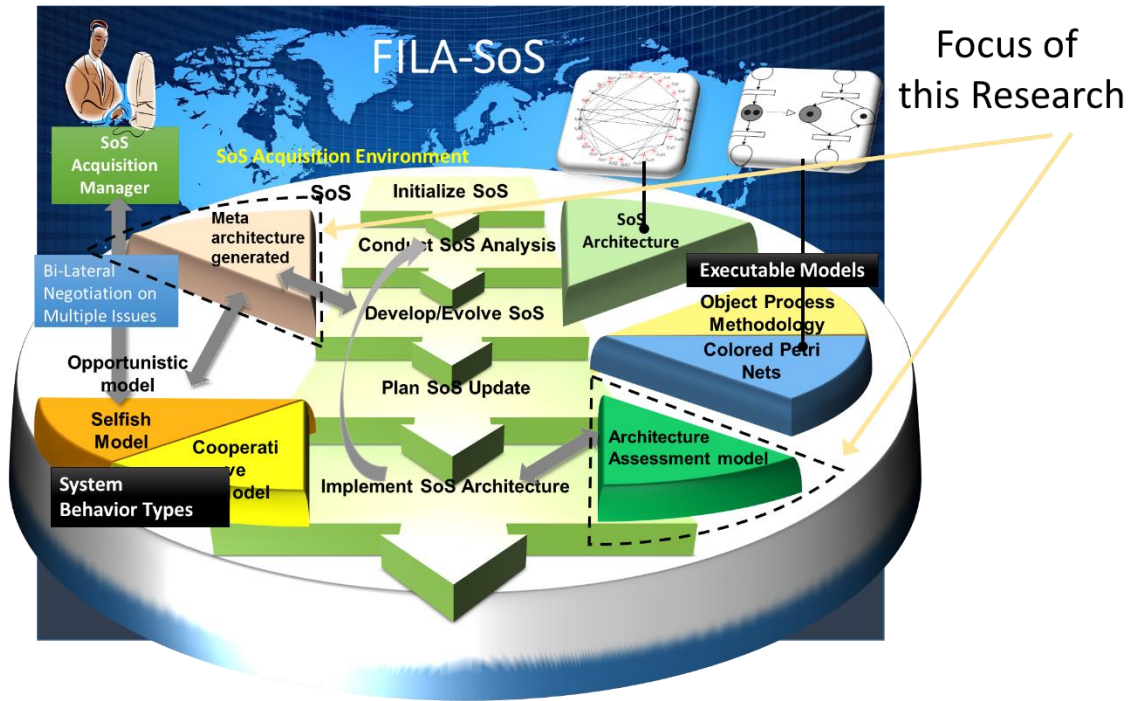 FILA-SoS
Focus of
this Research
SoS
Acquisition
Manager
SoS Acquisition Environment
SoS
Initialize SoS
Meta
architecture
generated
Conduct SoS Analysis
SoS
Architecture
Bi-Lateral
Negotiation on
Multiple Issues
Executable Models
Develop/Evolve SoS
Object Process
Methodology
Colored Petri
Nets
Opportunistic
model
Plan SoS Update
Selfish
Model
Cooperati
ve
odel
Architecture
Assessment model
Implement SoS Architecture
System
Behavior Types